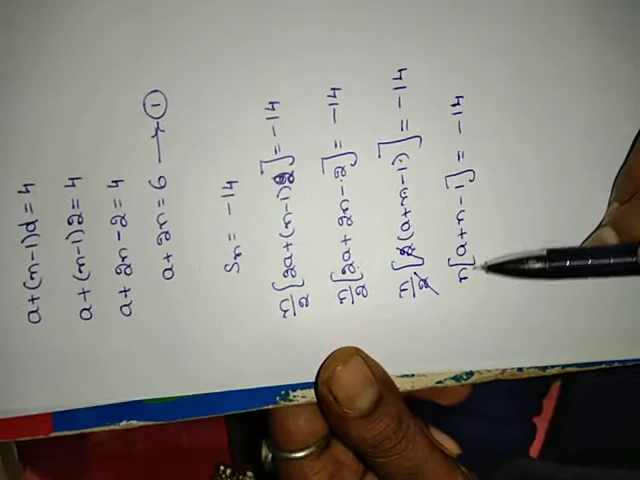 a+(n-1)d = 4
a+(n-1)2 = 4
a+2n-2 = 4
a+2n = 6 → ①
Sn = -14
n/2 [2a+(n-1)2] = -14
n/2 [2a+2n-2] = -14
n/2 [2(a+n-1)] = -14
n[a+n-1] = -14